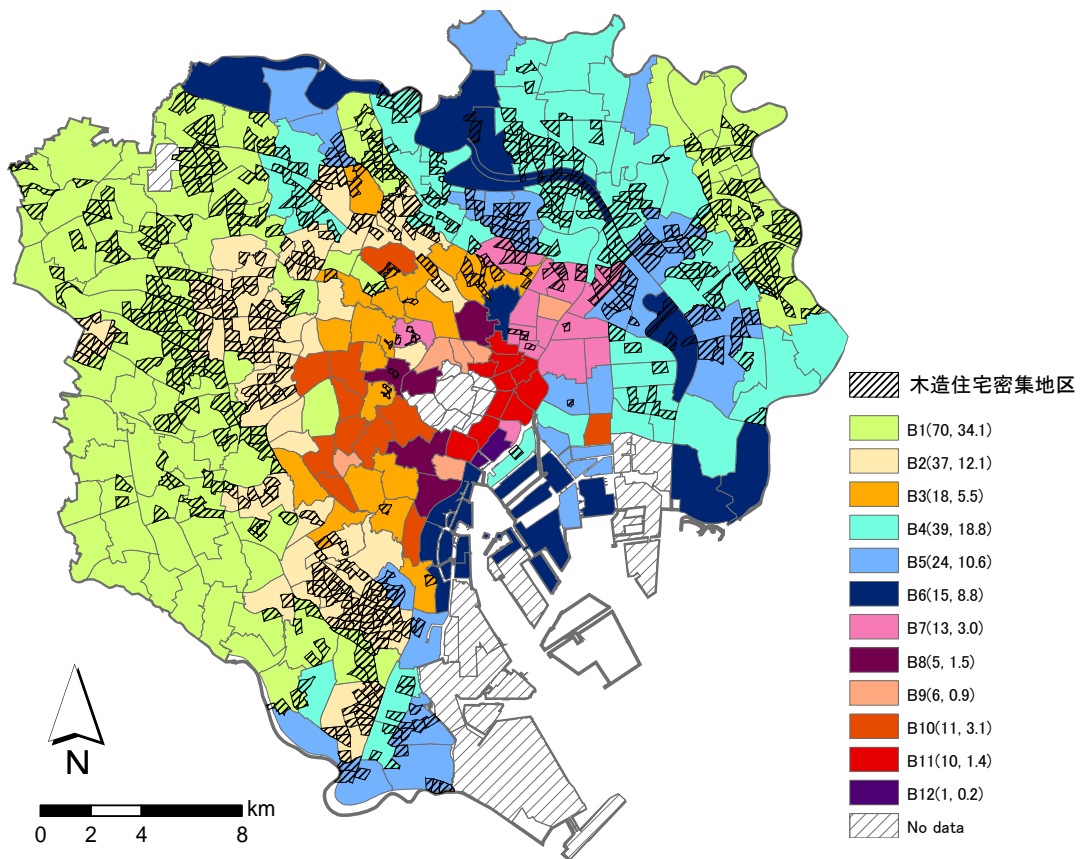 木造住宅密集地区
B1(70, 34.1)
B2(37, 12.1)
B3(18, 5.5)
B4(39, 18.8)
B5(24, 10.6)
B6(15, 8.8)
B7(13, 3.0)
B8(5, 1.5)
B9(6, 0.9)
B10(11, 3.1)
B11(10, 1.4)
B12(1, 0.2)
No data
N
km
0 2 4 8